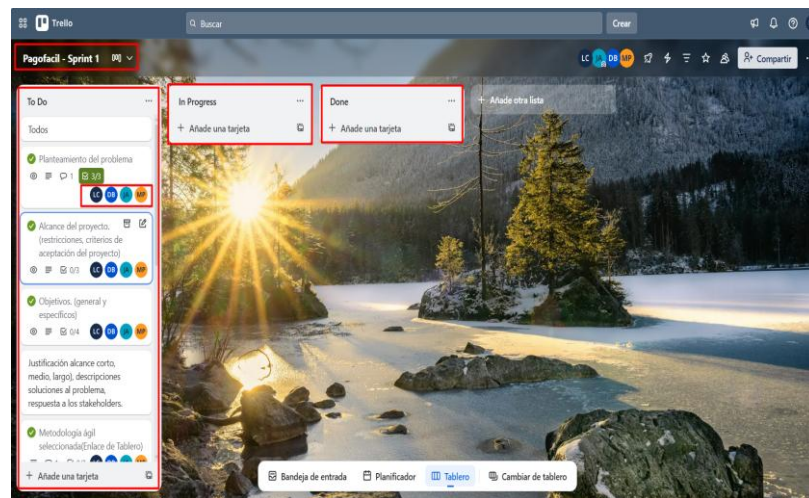 Trello
Buscar
Crear
Pagofacil - Sprint 1
LC DB MP
Compartir
To Do
Todos
Planteamiento del problema
1 3/3
LC DB JA MP
Alcance del proyecto.
(restricciones, criterios de
aceptación del proyecto)
0/3 LC DB JA MP
Objetivos. (general y
específicos)
0/4 LC DB JA MP
Justificación alcance corto,
medio, largo), descripciones
soluciones al problema,
respuesta a los stakeholders.
Metodología ágil
seleccionada(Enlace de Tablero)
+ Añade una tarjeta
In Progress
+ Añade una tarjeta
Done
+ Añade una tarjeta
+ Añade otra lista
Bandeja de entrada Planificador Tablero Cambiar de tablero